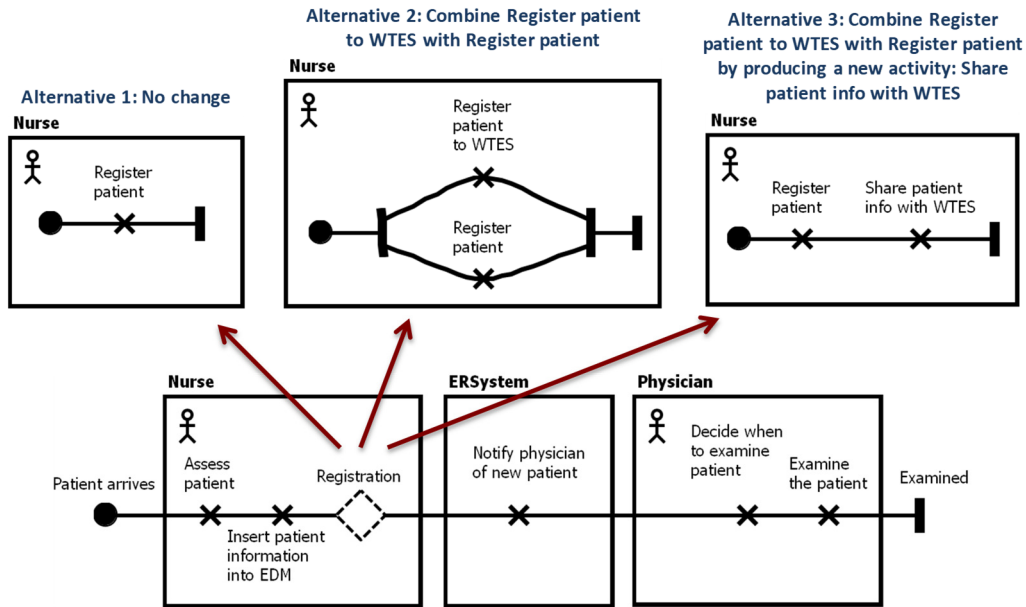 Alternative 1: No change
Nurse
Register
patient
Alternative 2: Combine Register patient
to WTES with Register patient
Nurse
Register
patient
to WTES
Register
patient
Alternative 3: Combine Register
patient to WTES with Register patient
by producing a new activity: Share
patient info with WTES
Nurse
Register
patient
Share patient
info with WTES
Patient arrives
Nurse
Assess
patient
Insert patient
information
into EDM
Registration
ERSystem
Notify physician
of new patient
Physician
Decide when
to examine
patient
Examine
the patient
Examined